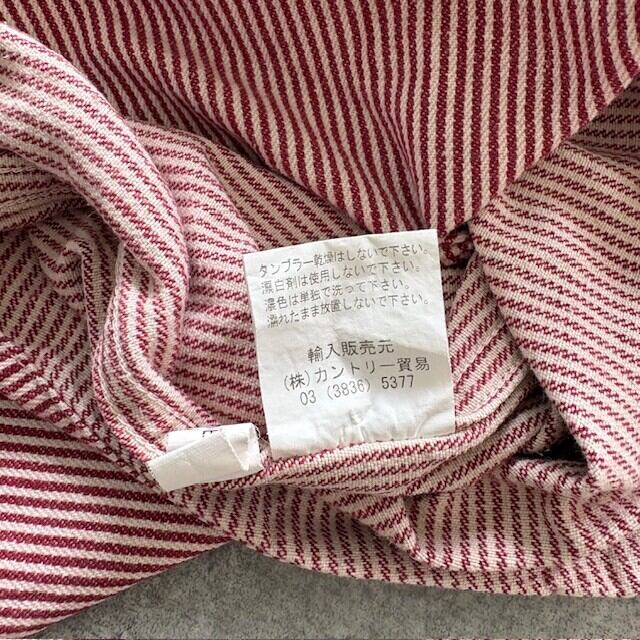 タンブラー乾燥はしないで下さい。
漂白剤は使用しないで下さい。
濃色は単独で洗って下さい。
濡れたまま放置しないで下さい。
輸入販売元
(株) カントリー貿易
03 (3836) 5377